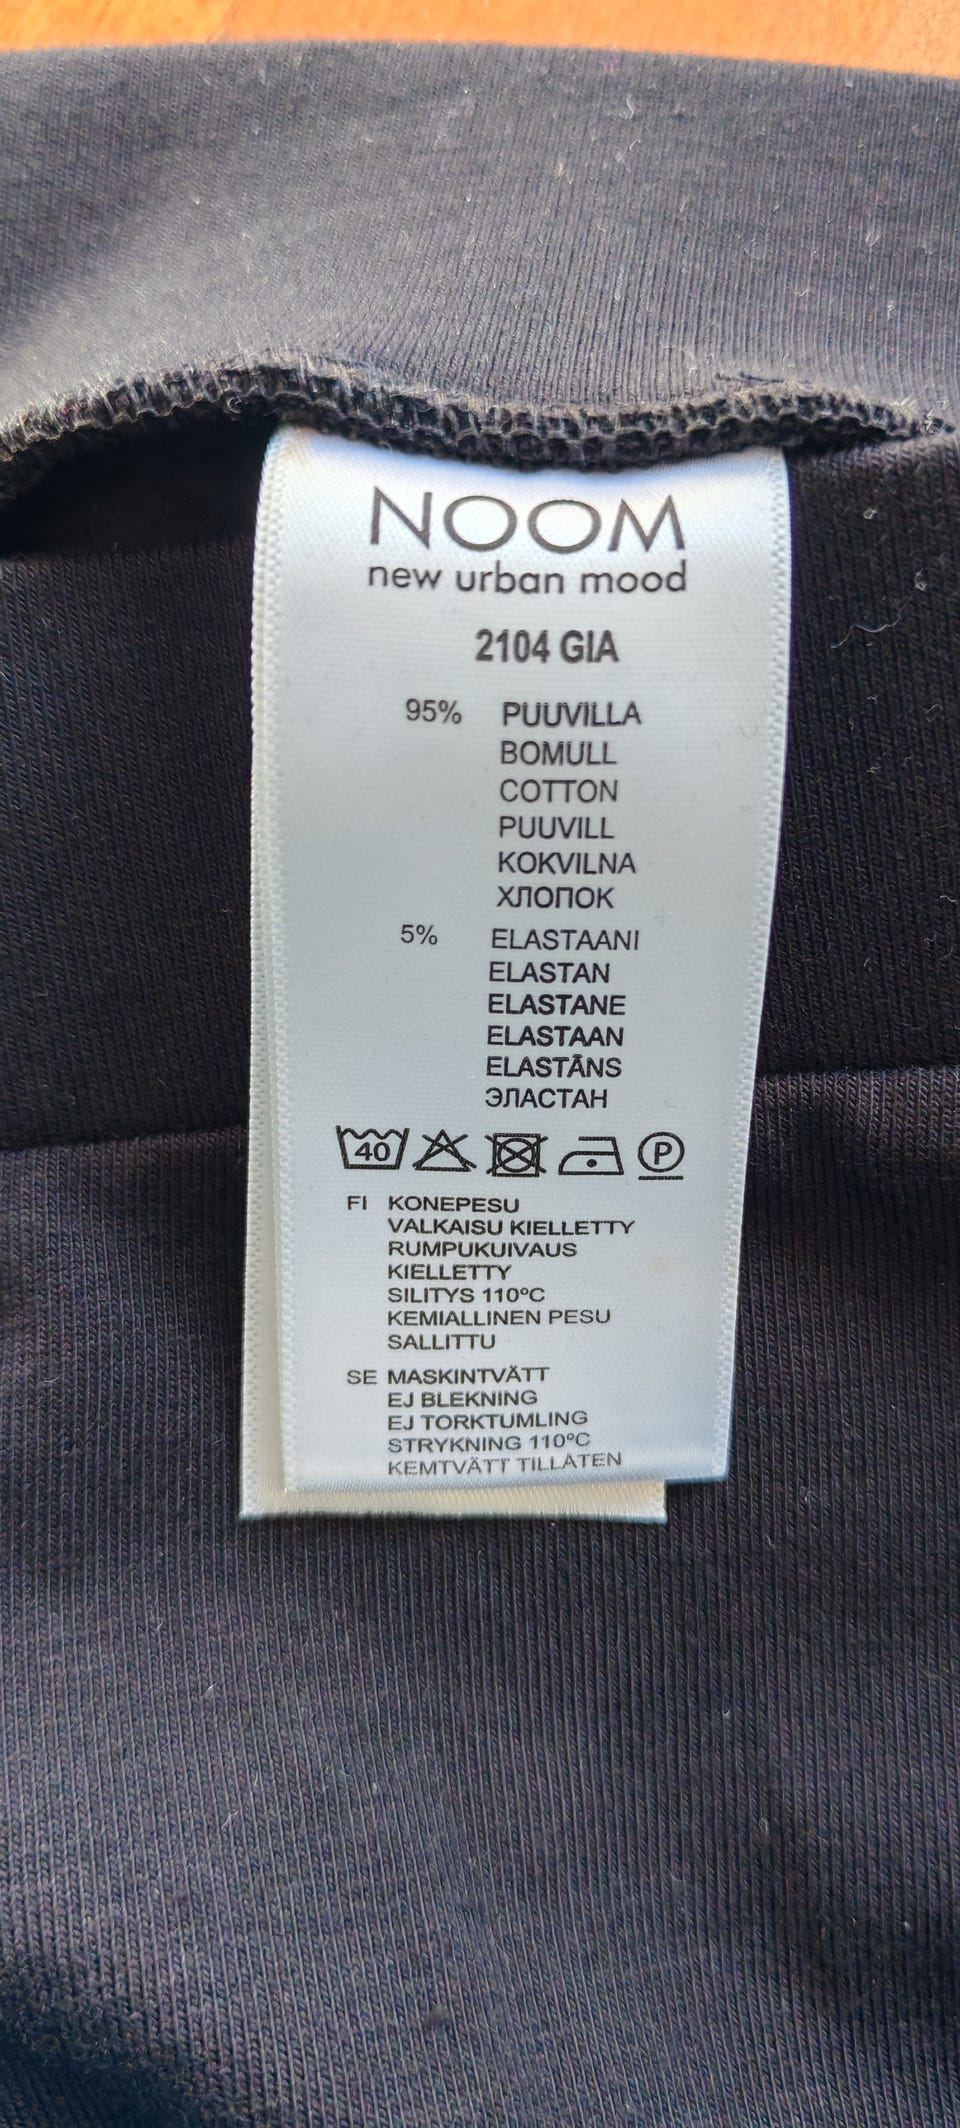 NOOM
new urban mood
2104 GIA
95% PUUVILLA
BOMULL
COTTON
PUUVILL
KOKVILNA
ХЛОПОК
5% ELASTAANI
ELASTAN
ELASTANE
ELASTAAN
ELASTĀNS
ЭЛАСТАН
40 P
FI KONEPESU
VALKAISU KIELLETTY
RUMPUKUIVAUS
KIELLETTY
SILITYS 110°C
KEMIALLINEN PESU
SALLITTU
SE MASKINTVÄTT
EJ BLEKNING
EJ TORKTUMLING
STRYKNING 110°C
KEMTVÄTT TILLÅTEN